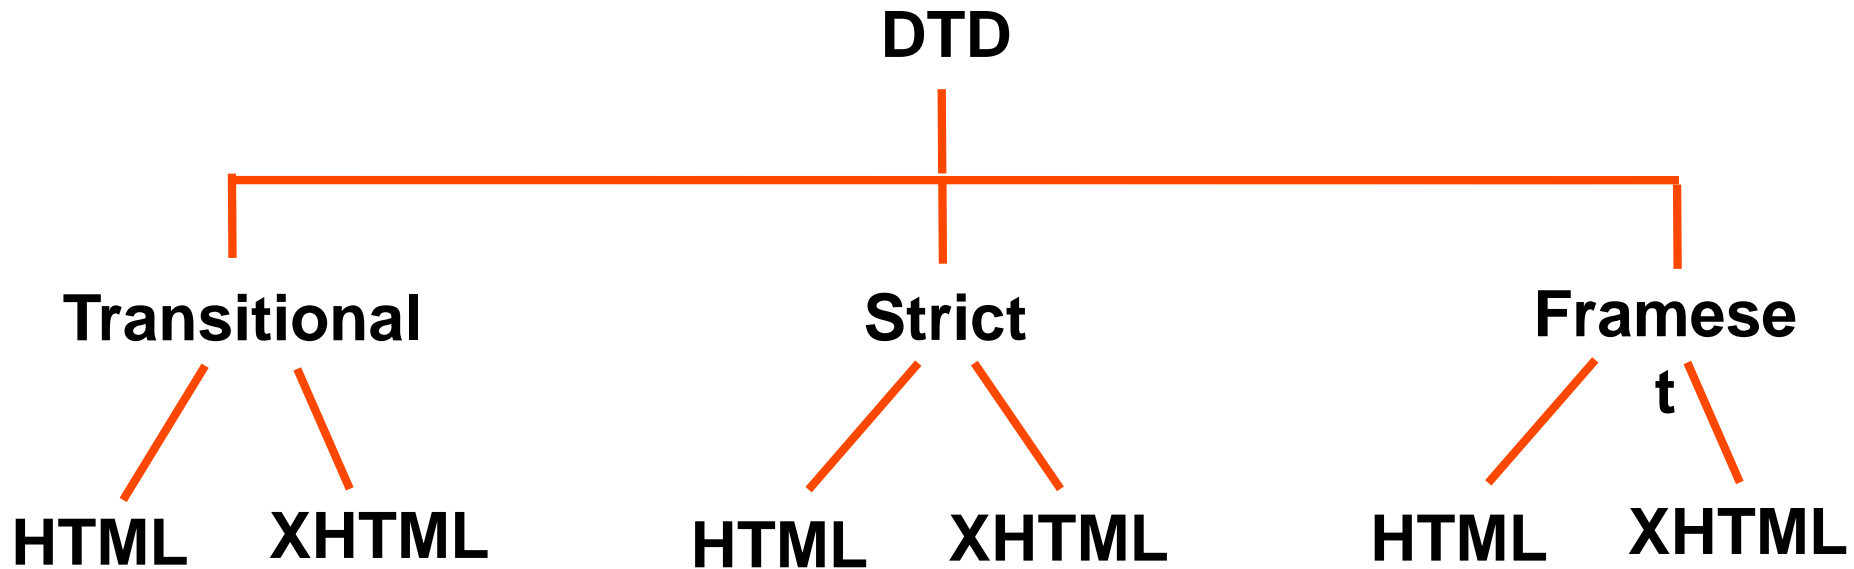 DTD
Transitional
Strict
Framese
t
HTML
XHTML
HTML
XHTML
HTML
XHTML